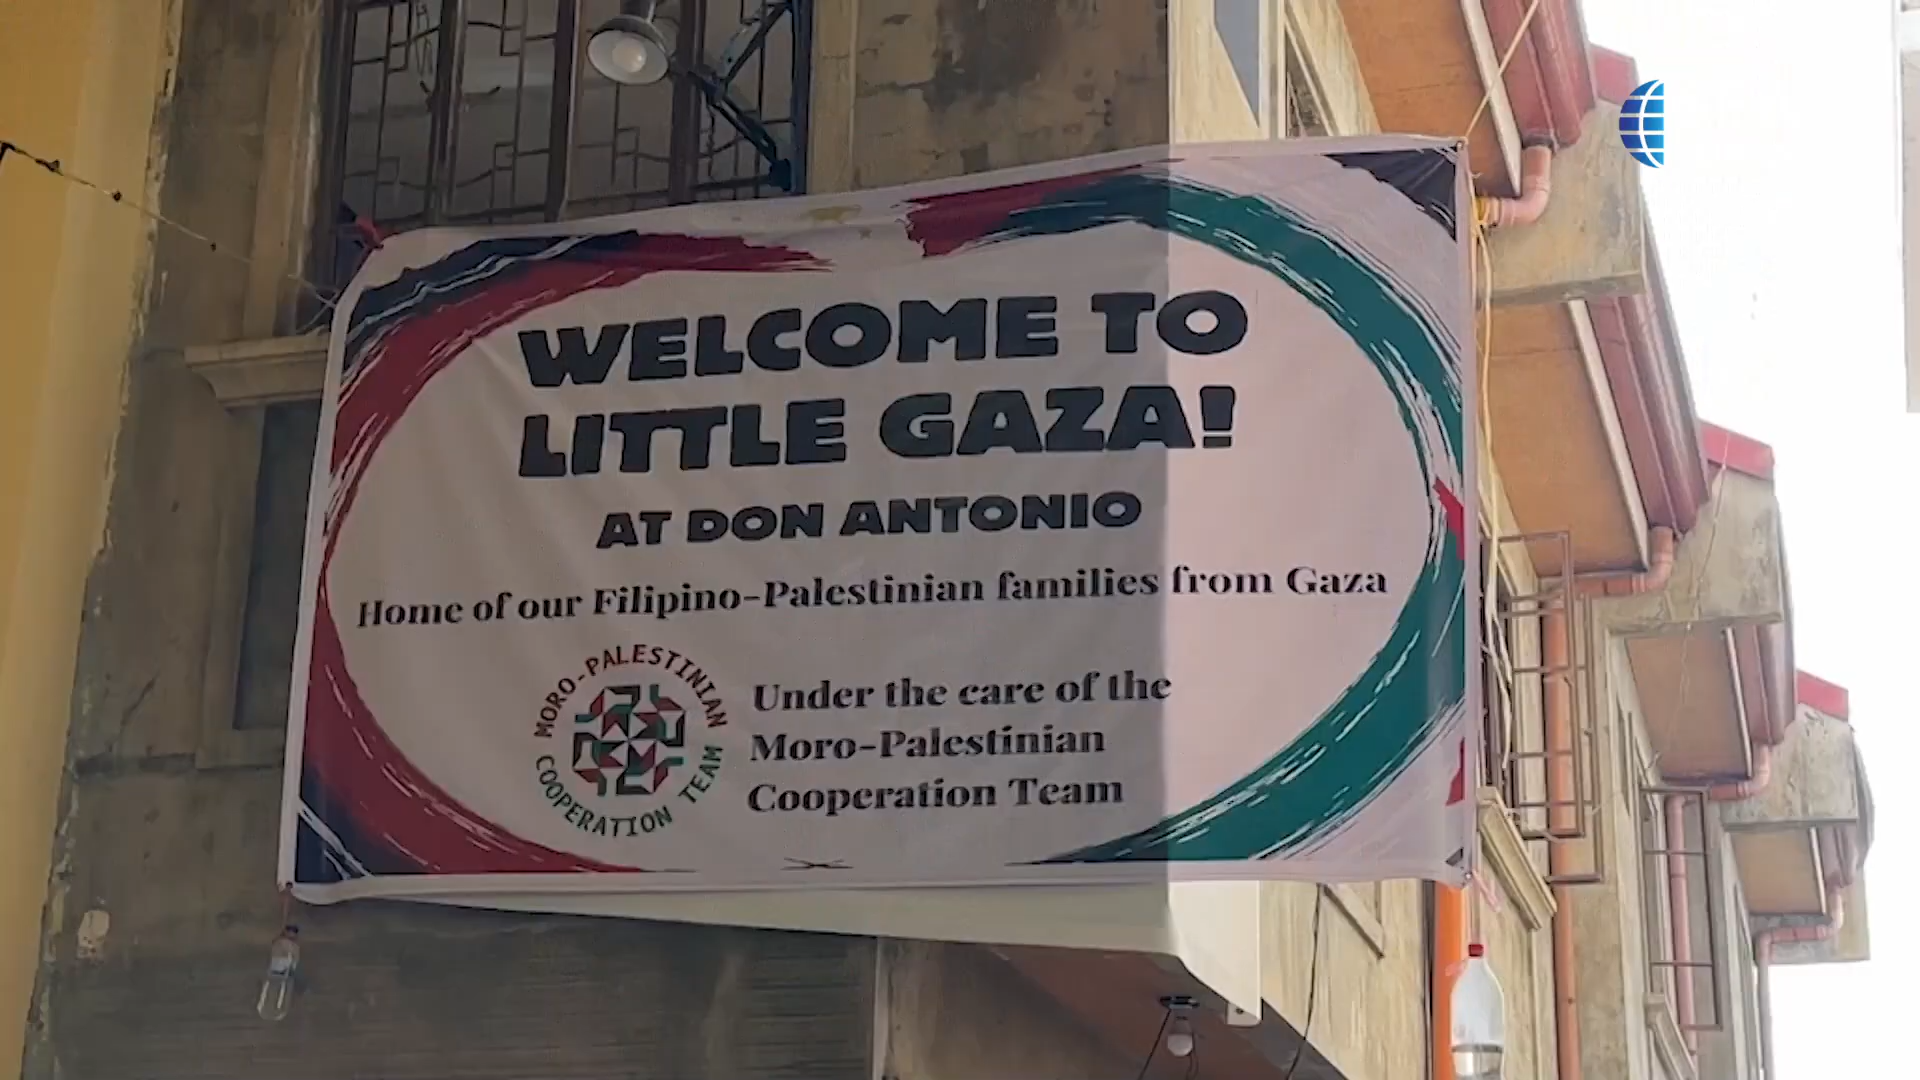 WELCOME TO
LITTLE GAZA!
AT DON ANTONIO
Home of our Filipino-Palestinian families from Gaza
MORO-PALESTINIAN
COOPERATION TEAM
Under the care of the
Moro-Palestinian
Cooperation Team